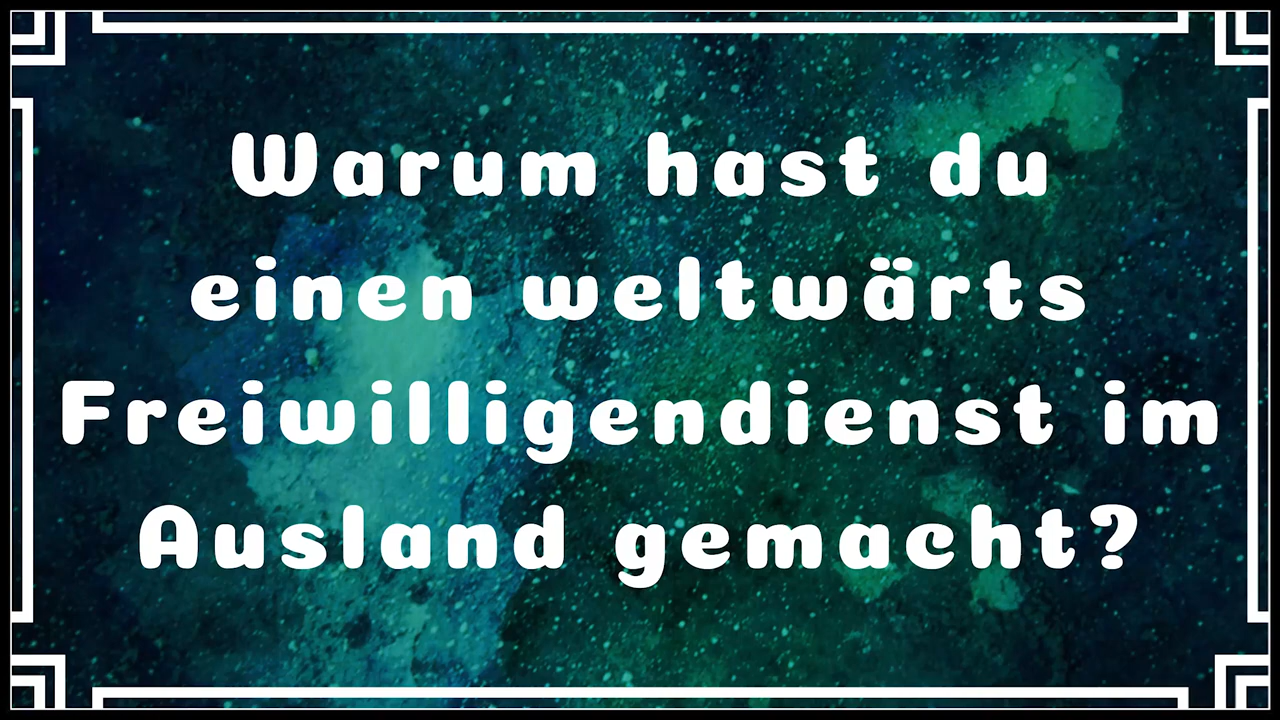 Warum hast du
einen weltwärts
Freiwilligendienst im
Ausland gemacht?